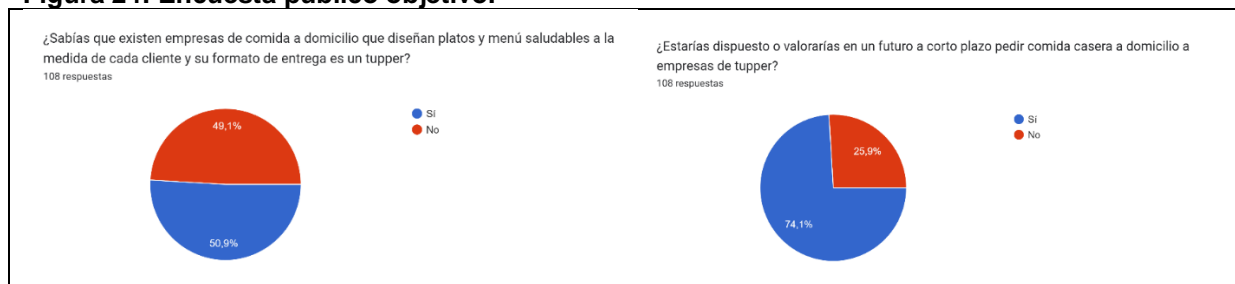 Figura 24. Encuesta público objetivo.
¿Sabías que existen empresas de comida a domicilio que diseñan platos y menú saludables a la
medida de cada cliente y su formato de entrega es un tupper?
108 respuestas
Sí
No
49,1%
50,9%
¿Estarías dispuesto o valorarías en un futuro a corto plazo pedir comida casera a domicilio a
empresas de tupper?
108 respuestas
Sí
No
25,9%
74,1%